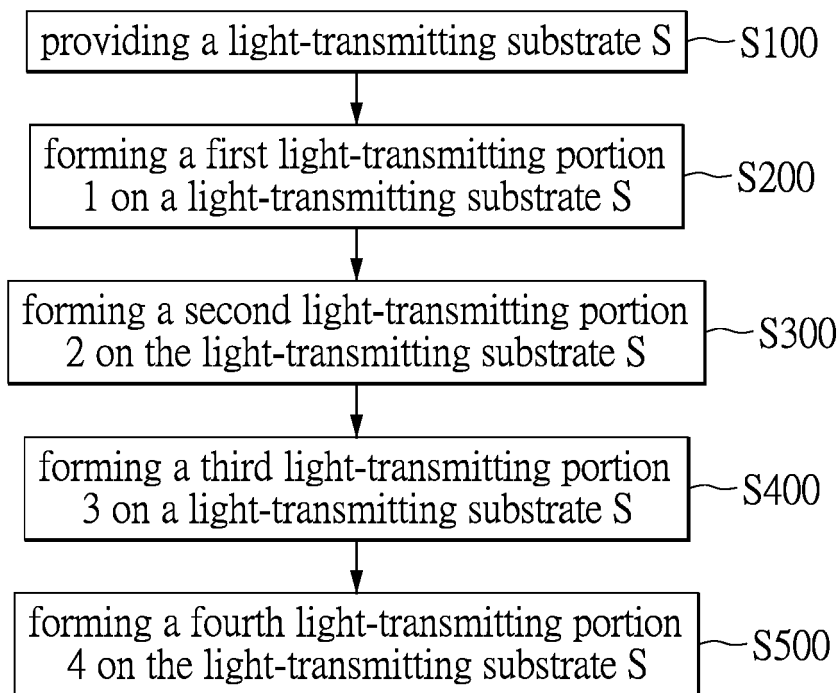 providing a light-transmitting substrate S
S100
forming a first light-transmitting portion
1 on a light-transmitting substrate S
S200
forming a second light-transmitting portion
2 on the light-transmitting substrate S
S300
forming a third light-transmitting portion
3 on a light-transmitting substrate S
S400
forming a fourth light-transmitting portion
4 on the light-transmitting substrate S
S500